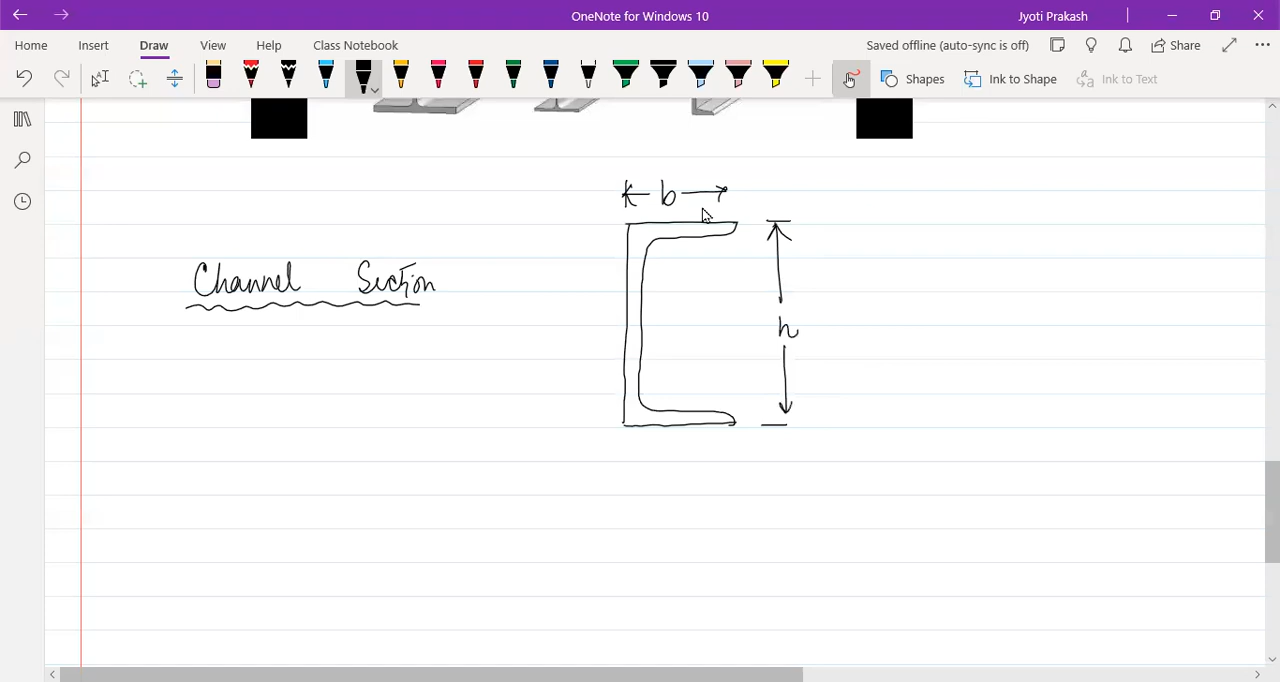 OneNote for Windows 10
Jyoti Prakash
Home Insert Draw View Help Class Notebook
Saved offline (auto-sync is off) Share
Shapes Ink to Shape Ink to Text
b
Channel Section
h